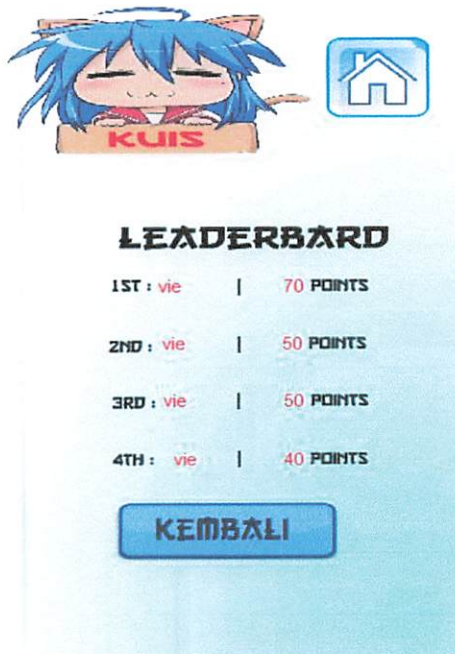 KUIS
LEADERBARD
1ST : vie | 70 POINTS
2ND : vie | 50 POINTS
3RD : vie | 50 POINTS
4TH : vie | 40 POINTS
KEMBALI